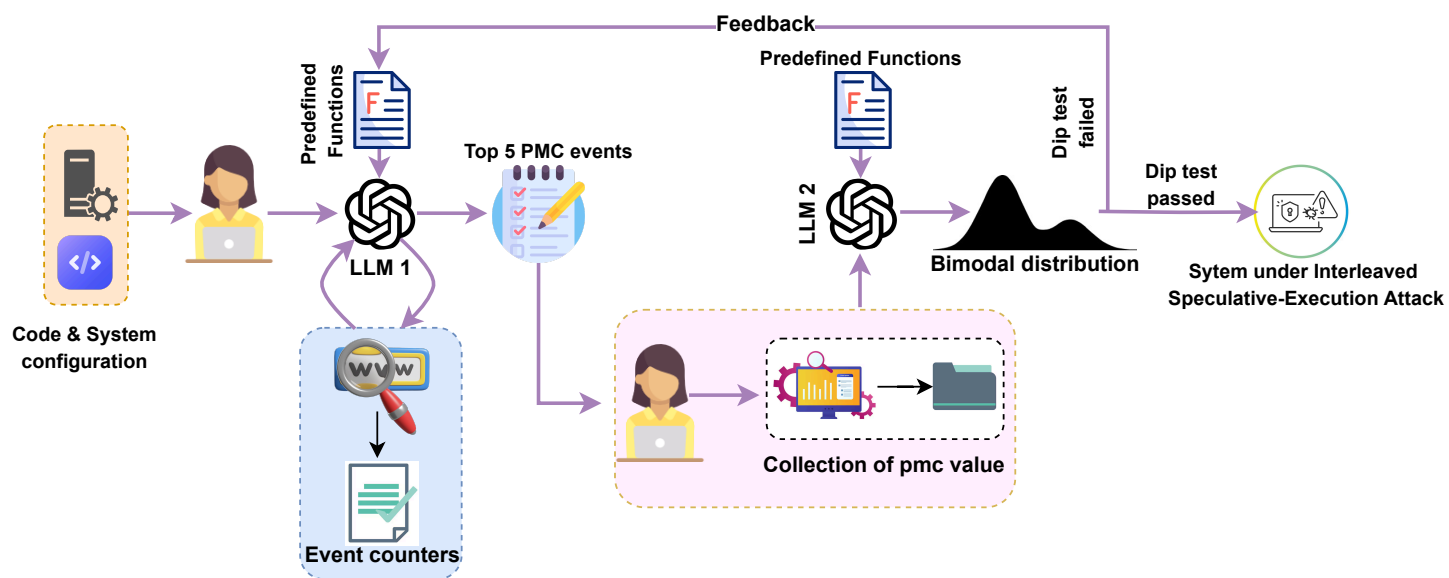 Feedback
Predefined
Functions
Predefined Functions
Dip test
failed
Top 5 PMC events
Dip test
passed
F
F
LLM 1
LLM 2
</>
Bimodal distribution
Sytem under Interleaved
Speculative-Execution Attack
Code & System
configuration
WWW
Collection of pmc value
Event counters